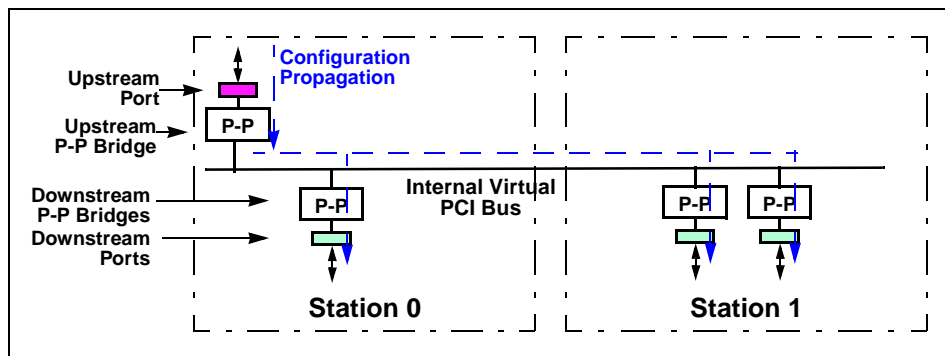 Configuration
Propagation
Upstream
Port
Upstream
P-P Bridge
P-P
Downstream
P-P Bridges
Internal Virtual
PCI Bus
P-P
P-P
P-P
Downstream
Ports
Station 0
Station 1